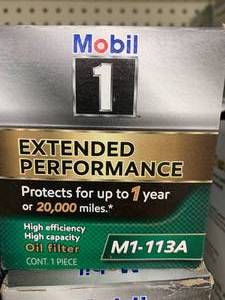 Mobil
1
EXTENDED
PERFORMANCE
Protects for up to 1 year
or 20,000 miles.*
High efficiency
High capacity
Oil filter
CONT. 1 PIECE
M1-113A